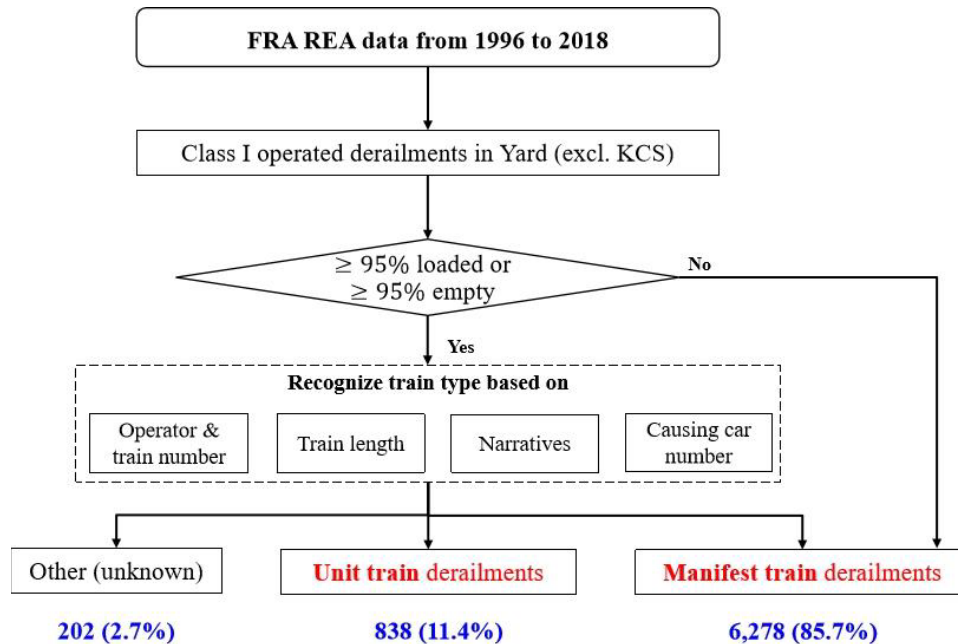 FRA REA data from 1996 to 2018
Class I operated derailments in Yard (excl. KCS)
≥ 95% loaded or
≥ 95% empty
No
Yes
Recognize train type based on
Operator &
train number
Train length
Narratives
Causing car
number
Other (unknown)
Unit train derailments
Manifest train derailments
202 (2.7%)
838 (11.4%)
6,278 (85.7%)